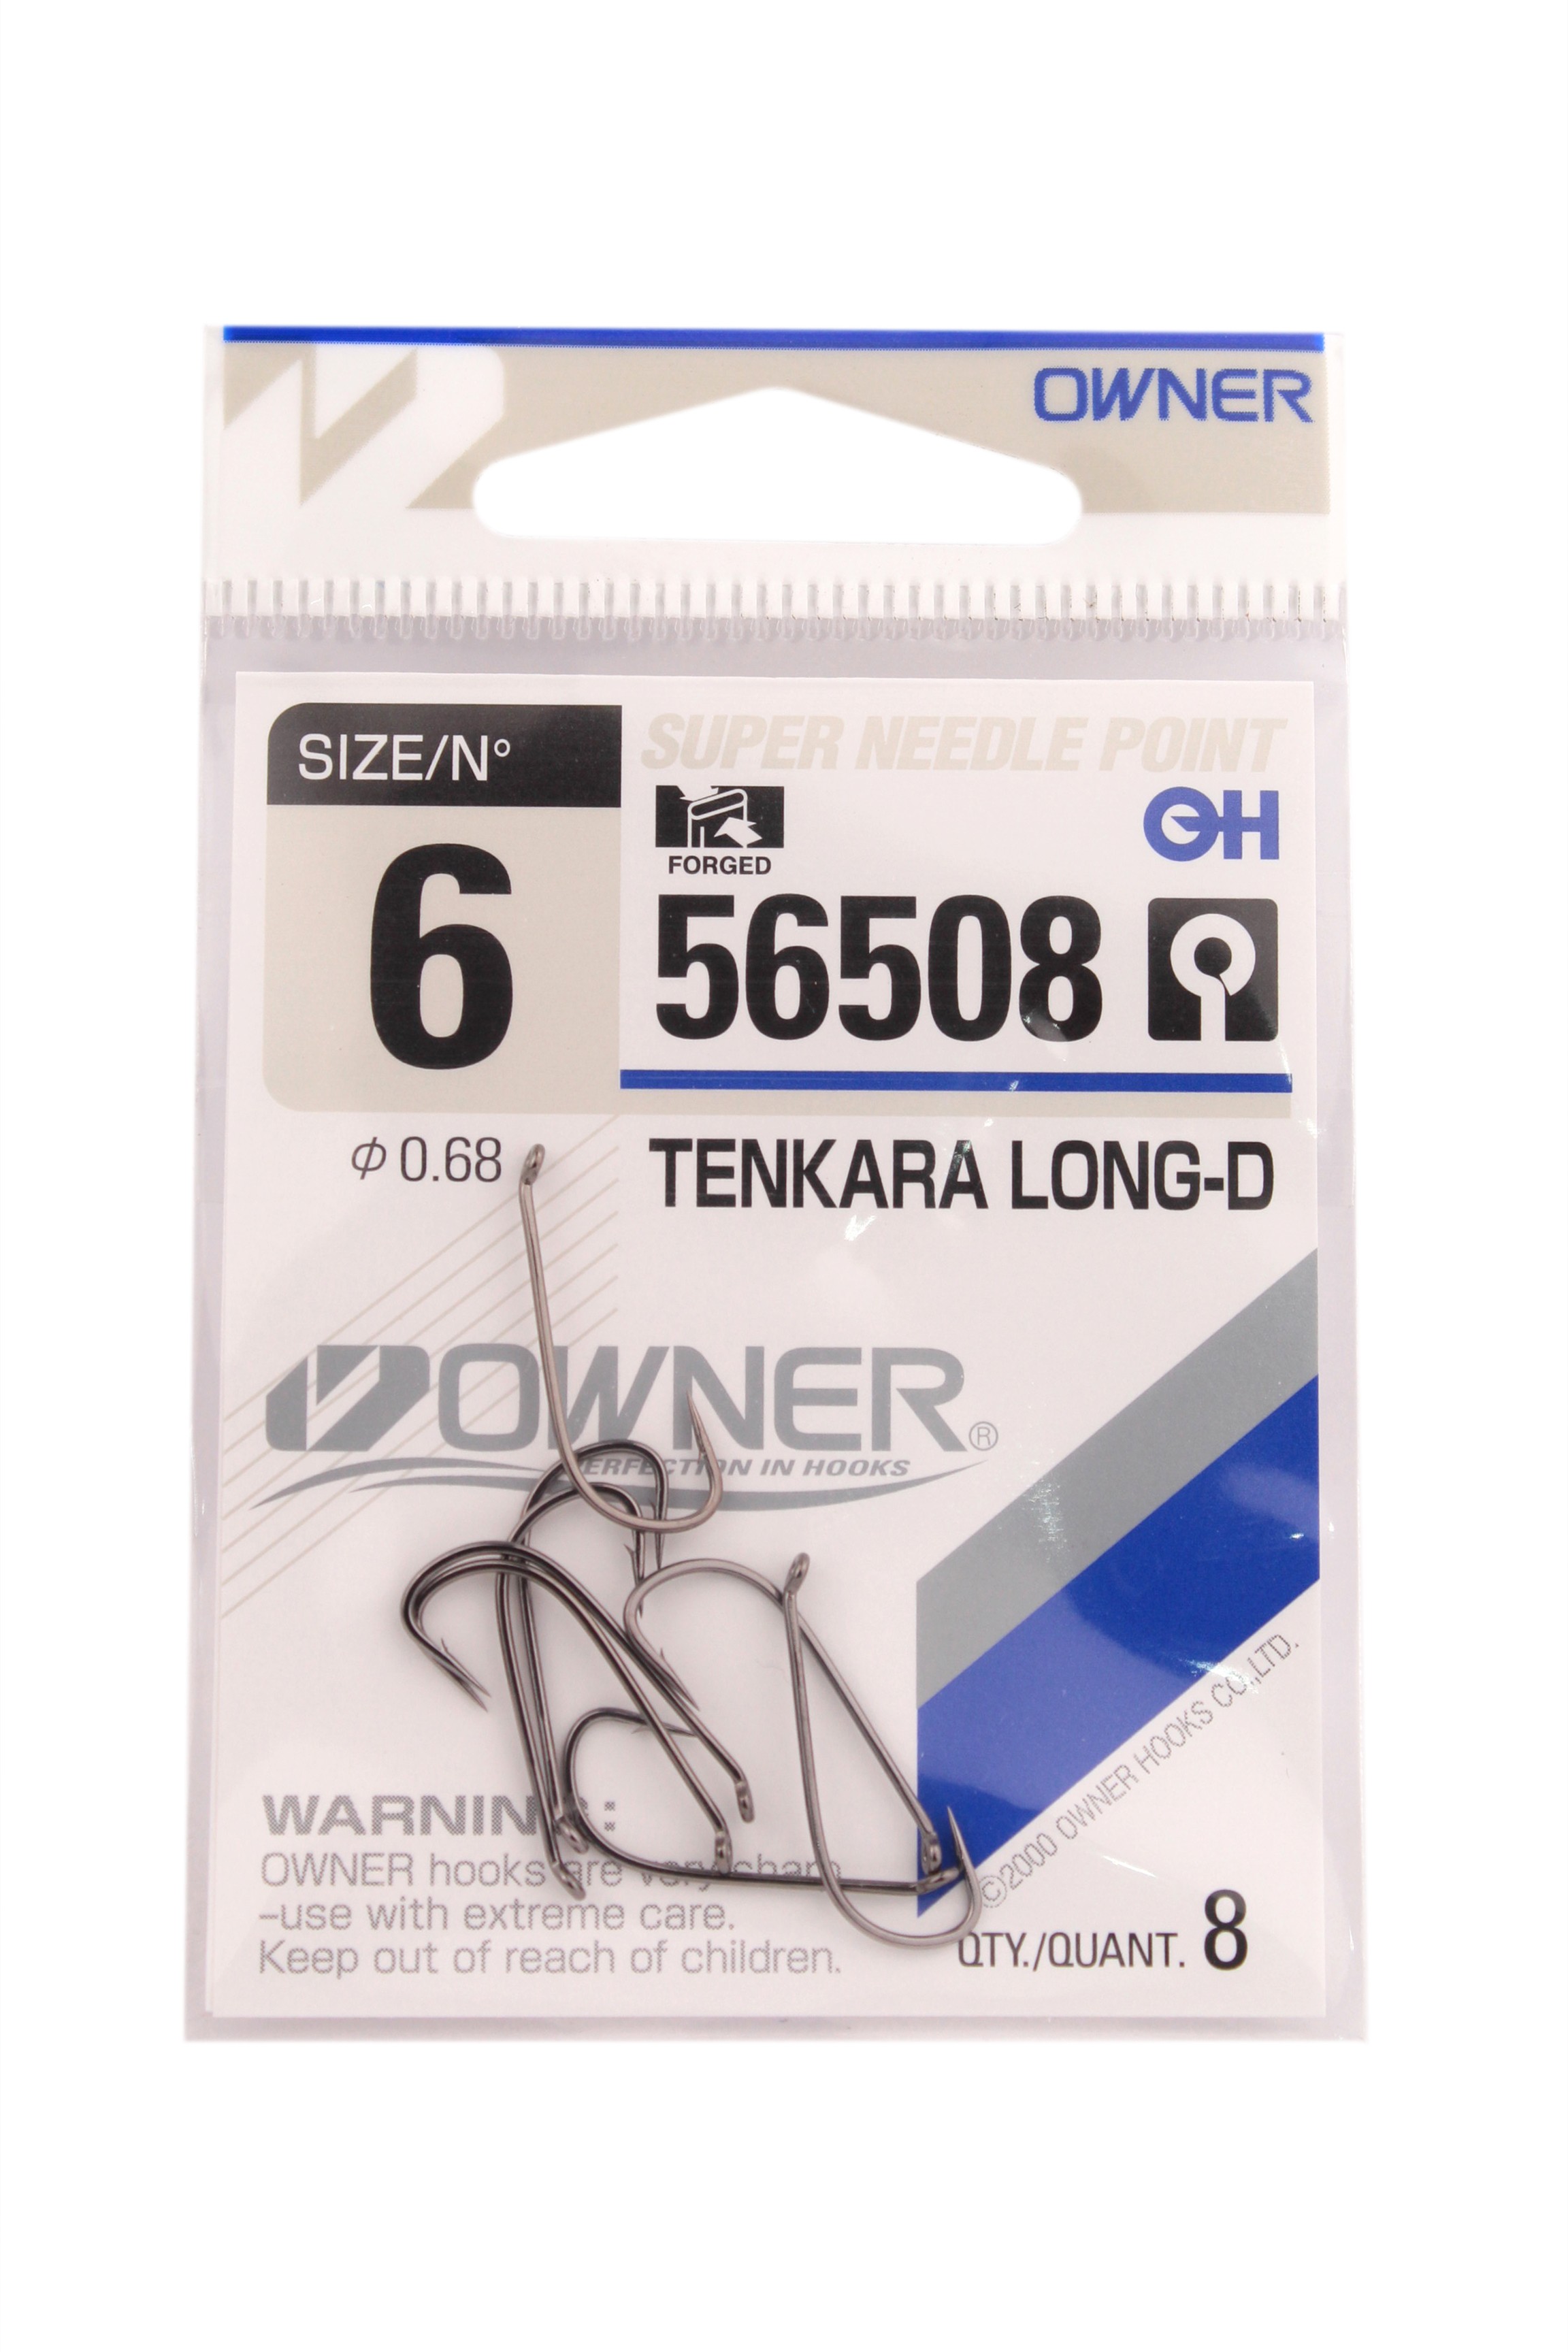 OWNER
SIZE/Nº
SUPER NEEDLE POINT
FORGED
6
56508
φ 0.68
TENKARA LONG-D
OWNER®
PERFECTION IN HOOKS
©2000 OWNER HOOKS CO.,LTD.
WARNING:
OWNER hooks are very sharp
–use with extreme care.
Keep out of reach of children.
QTY./QUANT. 8